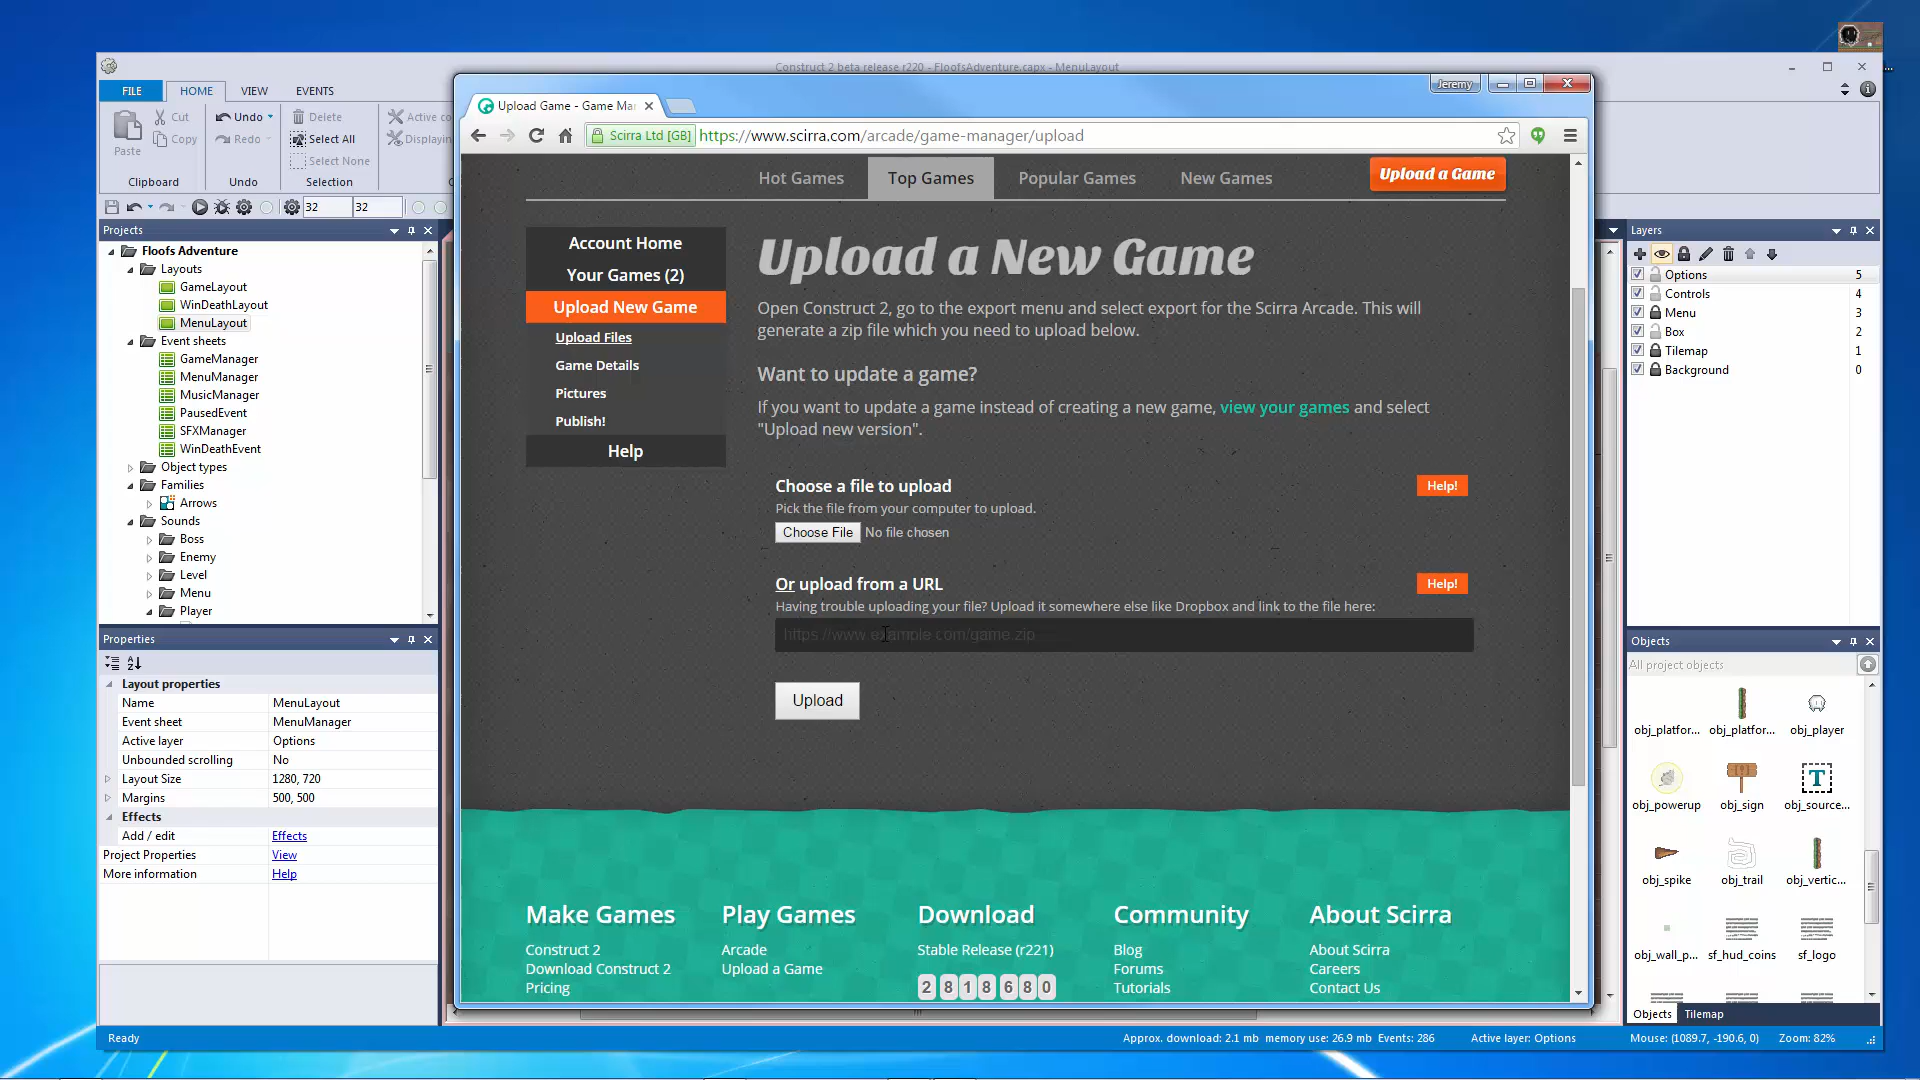 Construct 2 beta release r220 - FloofsAdventure.capx - MenuLayout
FILE
HOME
VIEW
EVENTS
Paste
Cut
Copy
Clipboard
Undo
Redo
Undo
Delete
Select All
Select None
Selection
Active co
Displayin
32
32
Projects
Floofs Adventure
Layouts
GameLayout
WinDeathLayout
MenuLayout
Event sheets
GameManager
MenuManager
MusicManager
PausedEvent
SFXManager
WinDeathEvent
Object types
Families
Arrows
Sounds
Boss
Enemy
Level
Menu
Player
Properties
Layout properties
Name MenuLayout
Event sheet MenuManager
Active layer Options
Unbounded scrolling No
Layout Size 1280, 720
Margins 500, 500
Effects
Add / edit Effects
Project Properties View
More information Help
Jeremy
Upload Game - Game Mar
Scirra Ltd [GB] https://www.scirra.com/arcade/game-manager/upload
Hot Games
Top Games
Popular Games
New Games
Upload a Game
Account Home
Your Games (2)
Upload New Game
Upload Files
Game Details
Pictures
Publish!
Help
Upload a New Game
Open Construct 2, go to the export menu and select export for the Scirra Arcade. This will
generate a zip file which you need to upload below.
Want to update a game?
If you want to update a game instead of creating a new game, view your games and select
"Upload new version".
Choose a file to upload
Help!
Pick the file from your computer to upload.
Choose File No file chosen
Or upload from a URL
Help!
Having trouble uploading your file? Upload it somewhere else like Dropbox and link to the file here:
https://www.example.com/game.zip
Upload
Make Games
Construct 2
Download Construct 2
Pricing
Play Games
Arcade
Upload a Game
Download
Stable Release (r221)
2818680
Community
Blog
Forums
Tutorials
About Scirra
About Scirra
Careers
Contact Us
Layers
Options 5
Controls 4
Menu 3
Box 2
Tilemap 1
Background 0
Objects
All project objects
obj_platfor... obj_platfor... obj_player
obj_powerup obj_sign obj_source...
obj_spike obj_trail obj_vertic...
obj_wall_p... sf_hud_coins sf_logo
Objects Tilemap
Ready
Approx. download: 2.1 mb memory use: 26.9 mb Events: 286
Active layer: Options
Mouse: (1089.7, -190.6, 0)
Zoom: 82%